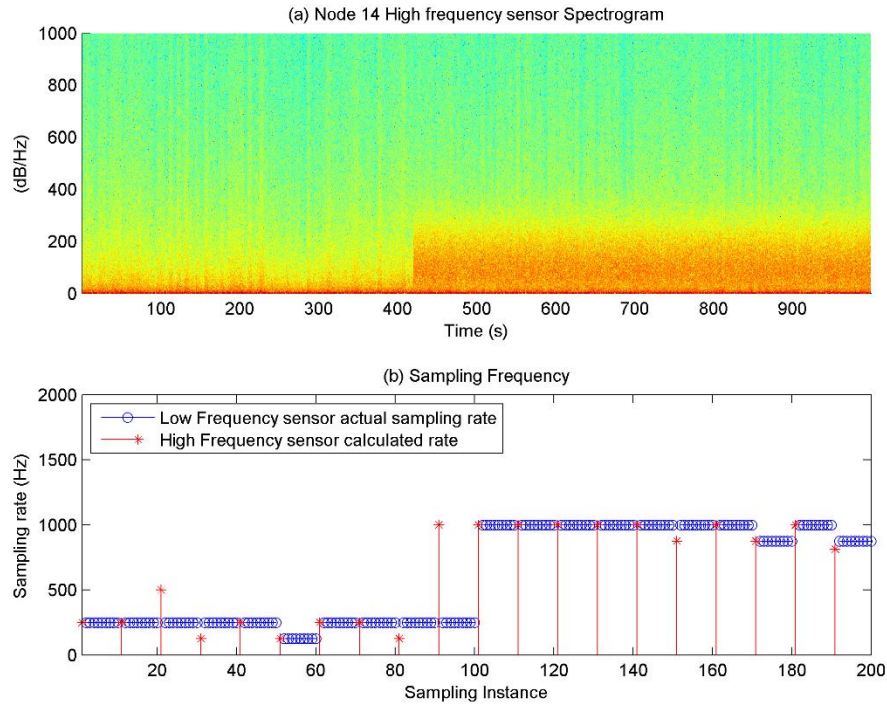 (a) Node 14 High frequency sensor Spectrogram
1000
800
600
400
200
0
(dB/Hz)
100 200 300 400 500 600 700 800 900
Time (s)
(b) Sampling Frequency
2000
1500
1000
500
0
Sampling rate (Hz)
Low Frequency sensor actual sampling rate
High Frequency sensor calculated rate
0 20 40 60 80 100 120 140 160 180 200
Sampling Instance